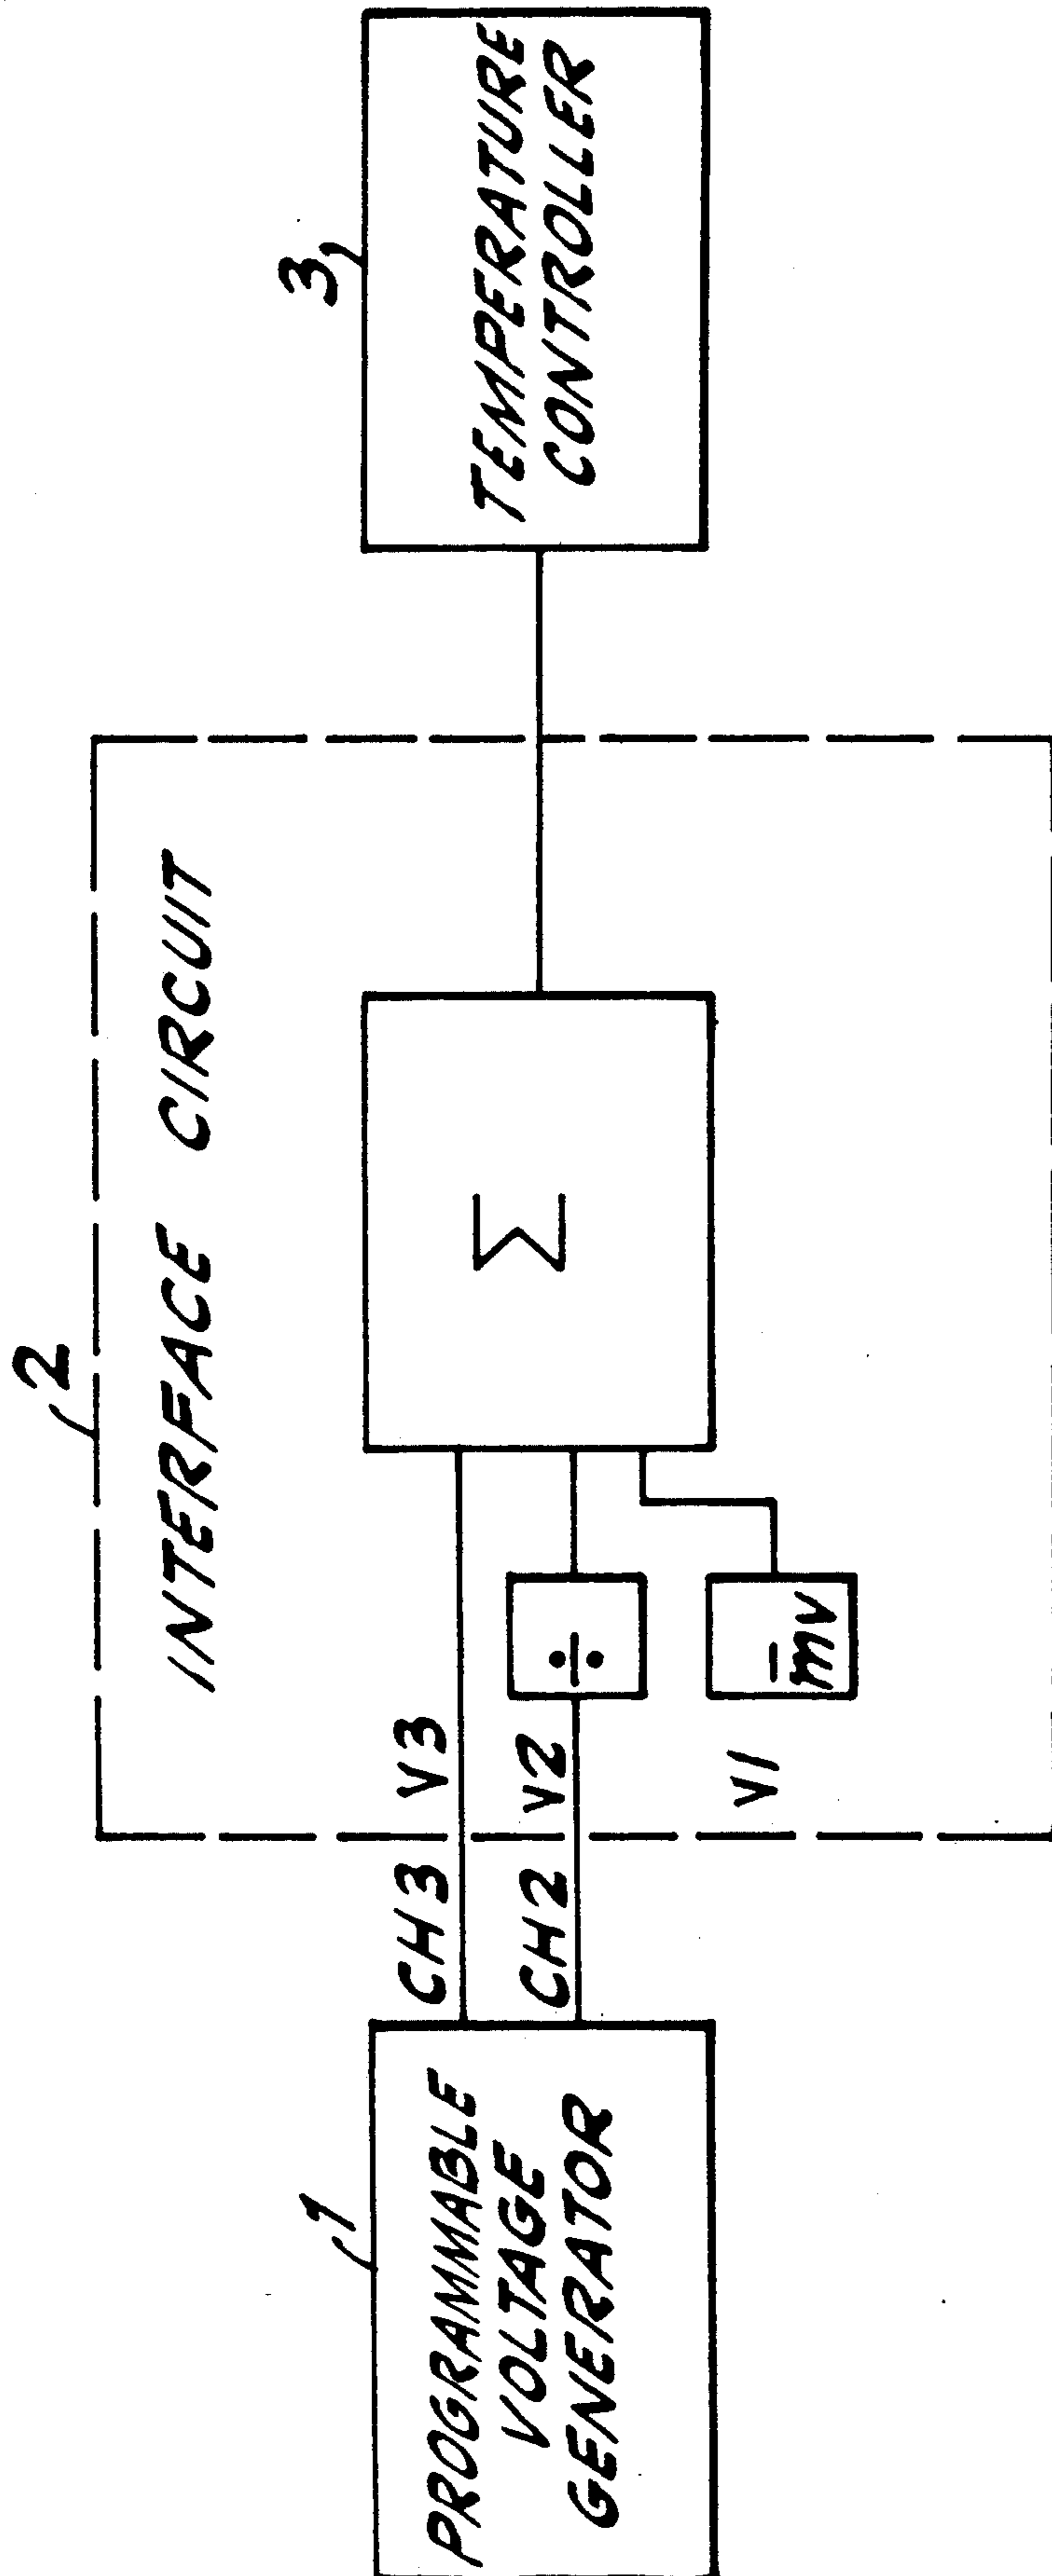 1
PROGRAMMABLE
VOLTAGE
GENERATOR
CH3 V3
CH2 V2
V1
2
INTERFACE CIRCUIT
÷
mV
Σ
3
TEMPERATURE
CONTROLLER